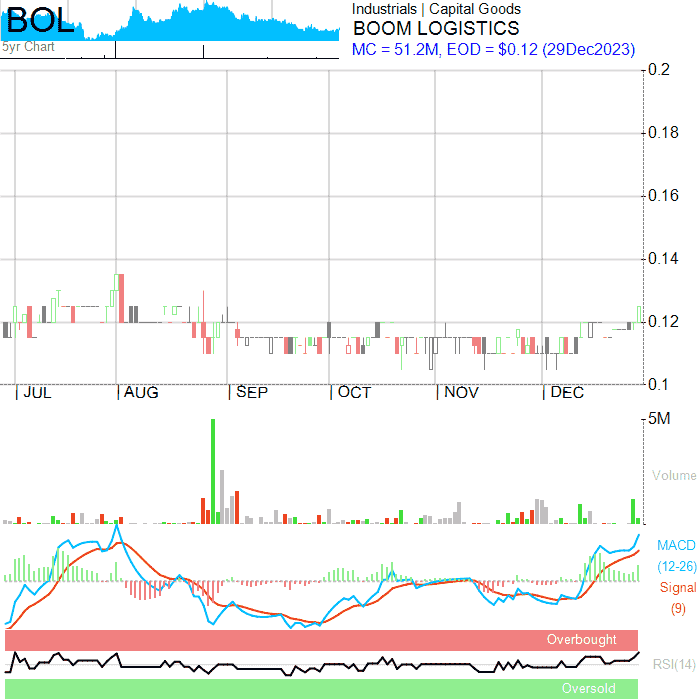 BOL
5yr Chart
Industrials | Capital Goods
BOOM LOGISTICS
MC = 51.2M, EOD = $0.12 (29Dec2023)
0.2
0.18
0.16
0.14
0.12
0.1
JUL AUG SEP OCT NOV DEC
5M
Volume
MACD
(12-26)
Signal
(9)
Overbought
RSI(14)
Oversold